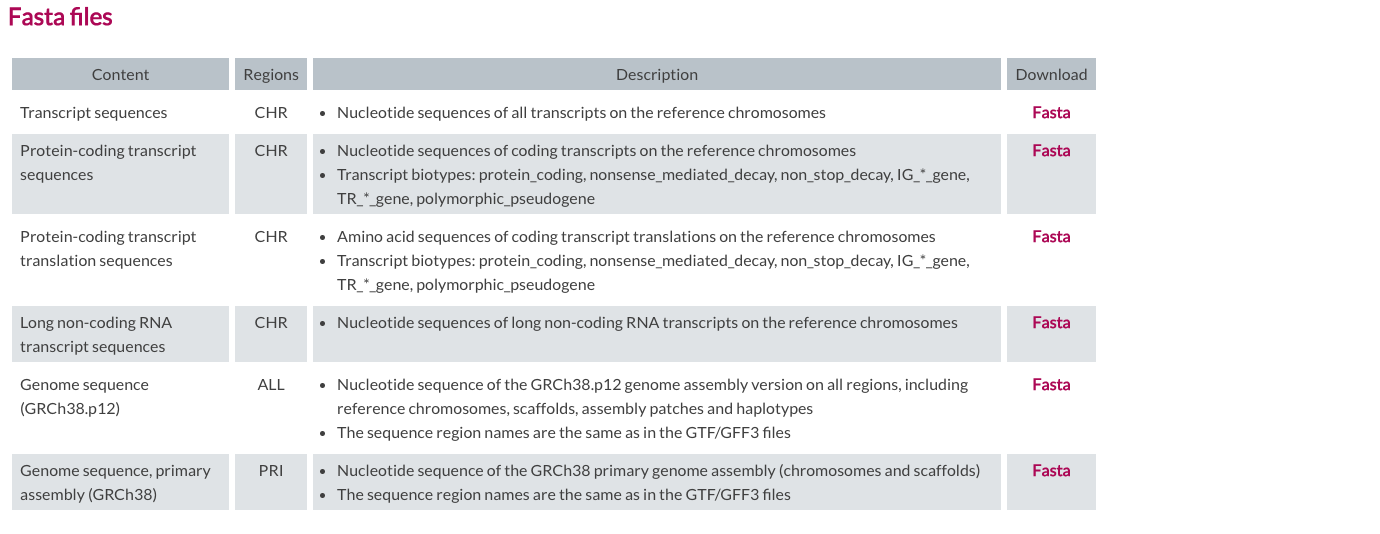 Fasta files
Content Regions Description Download
Transcript sequences CHR • Nucleotide sequences of all transcripts on the reference chromosomes Fasta
Protein-coding transcript CHR • Nucleotide sequences of coding transcripts on the reference chromosomes Fasta
sequences • Transcript biotypes: protein_coding, nonsense_mediated_decay, non_stop_decay, IG_*_gene,
TR_*_gene, polymorphic_pseudogene
Protein-coding transcript CHR • Amino acid sequences of coding transcript translations on the reference chromosomes Fasta
translation sequences • Transcript biotypes: protein_coding, nonsense_mediated_decay, non_stop_decay, IG_*_gene,
TR_*_gene, polymorphic_pseudogene
Long non-coding RNA CHR • Nucleotide sequences of long non-coding RNA transcripts on the reference chromosomes Fasta
transcript sequences
Genome sequence ALL • Nucleotide sequence of the GRCh38.p12 genome assembly version on all regions, including Fasta
(GRCh38.p12) reference chromosomes, scaffolds, assembly patches and haplotypes
• The sequence region names are the same as in the GTF/GFF3 files
Genome sequence, primary PRI • Nucleotide sequence of the GRCh38 primary genome assembly (chromosomes and scaffolds) Fasta
assembly (GRCh38) • The sequence region names are the same as in the GTF/GFF3 files